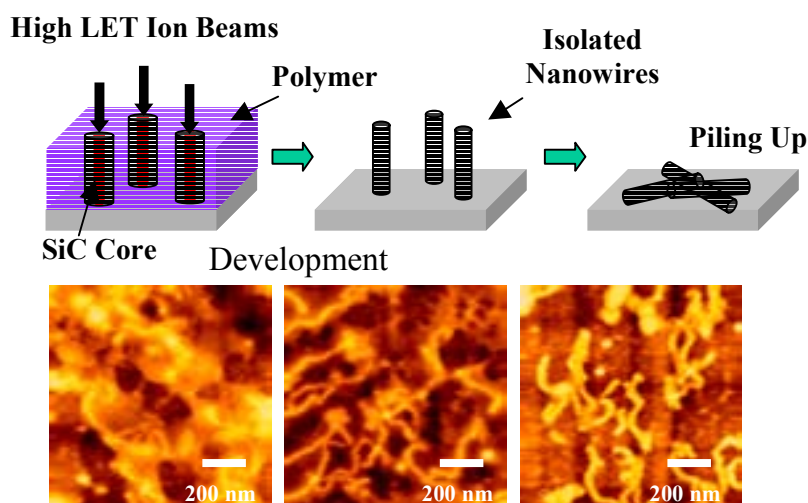 High LET Ion Beams
Polymer
Isolated
Nanowires
Piling Up
SiC Core
Development
200 nm
200 nm
200 nm